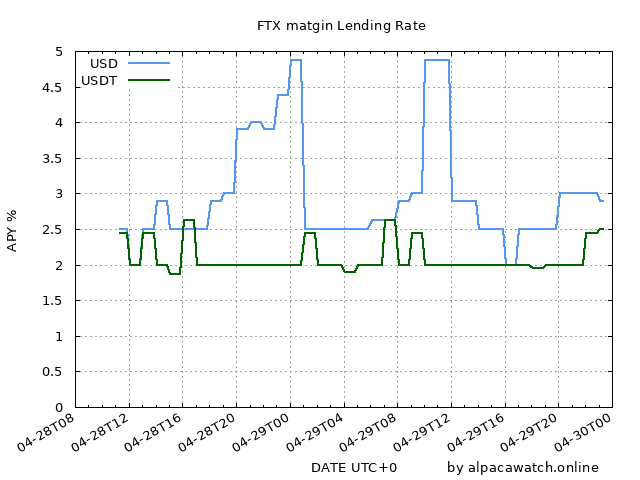 FTX matgin Lending Rate
USD
USDT
5
4.5
4
3.5
3
2.5
2
1.5
1
0.5
0
APY %
04-28T08
04-28T12
04-28T16
04-28T20
04-29T00
04-29T04
04-29T08
04-29T12
04-29T16
04-29T20
04-30T00
DATE UTC+0
by alpacawatch.online